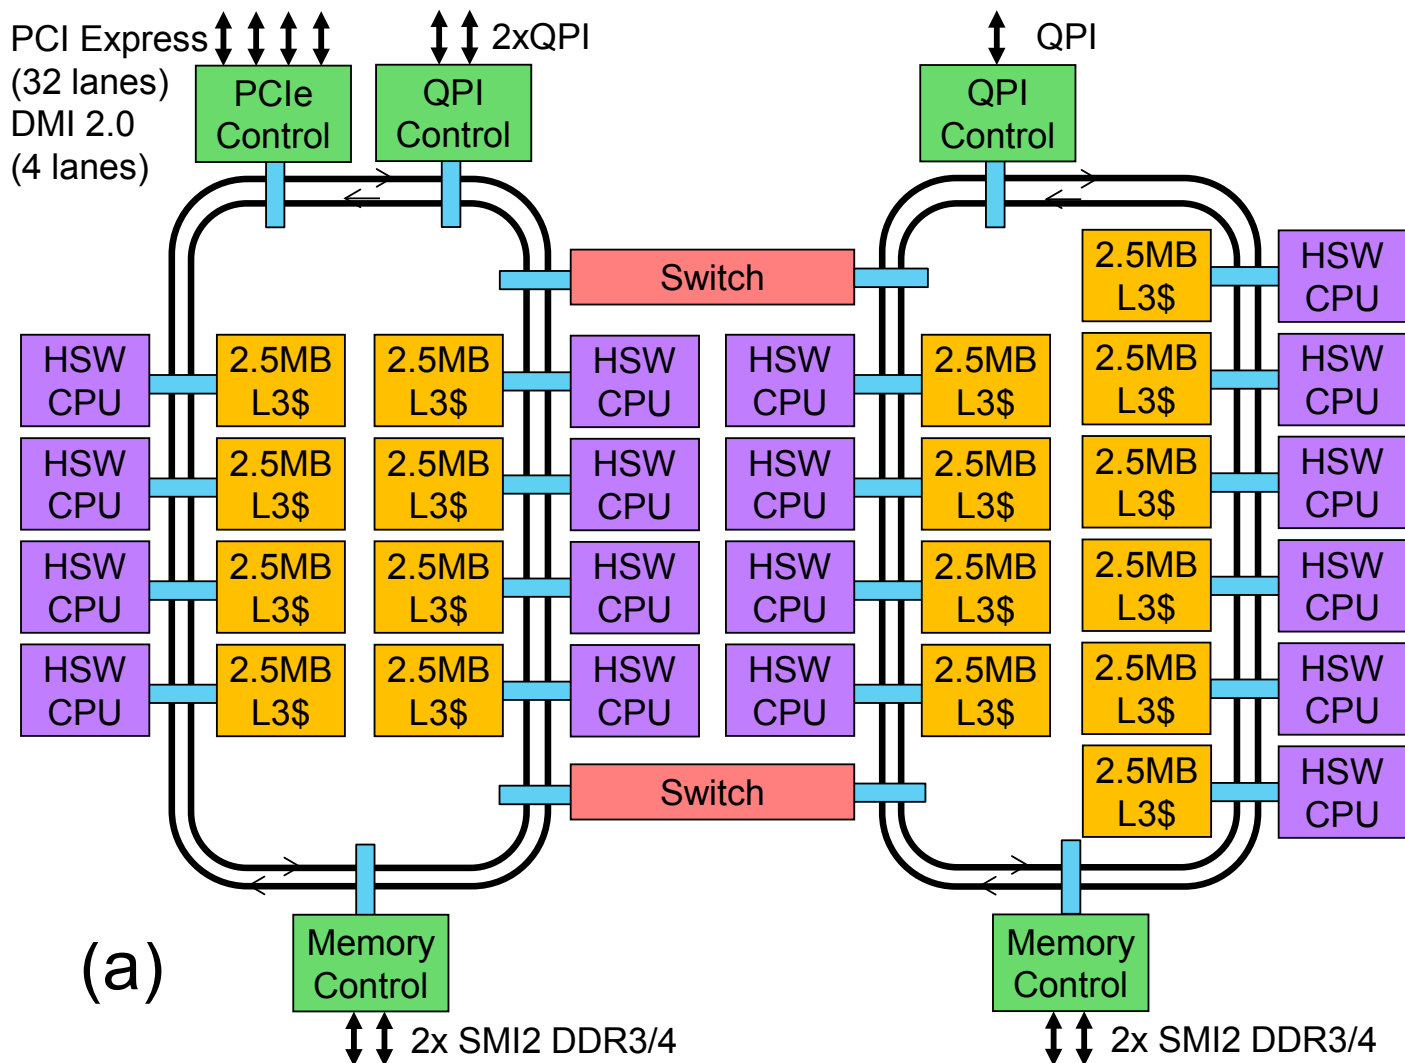 PCI Express
(32 lanes)
DMI 2.0
(4 lanes)
2xQPI
QPI
PCIe
Control
QPI
Control
QPI
Control
Switch
2.5MB
L3$
HSW
CPU
HSW
CPU
2.5MB
L3$
2.5MB
L3$
HSW
CPU
HSW
CPU
2.5MB
L3$
2.5MB
L3$
HSW
CPU
HSW
CPU
2.5MB
L3$
2.5MB
L3$
HSW
CPU
HSW
CPU
2.5MB
L3$
2.5MB
L3$
HSW
CPU
HSW
CPU
2.5MB
L3$
2.5MB
L3$
HSW
CPU
HSW
CPU
2.5MB
L3$
2.5MB
L3$
HSW
CPU
HSW
CPU
2.5MB
L3$
2.5MB
L3$
HSW
CPU
HSW
CPU
2.5MB
L3$
2.5MB
L3$
HSW
CPU
Switch
2.5MB
L3$
HSW
CPU
(a)
Memory
Control
Memory
Control
2x SMI2 DDR3/4
2x SMI2 DDR3/4